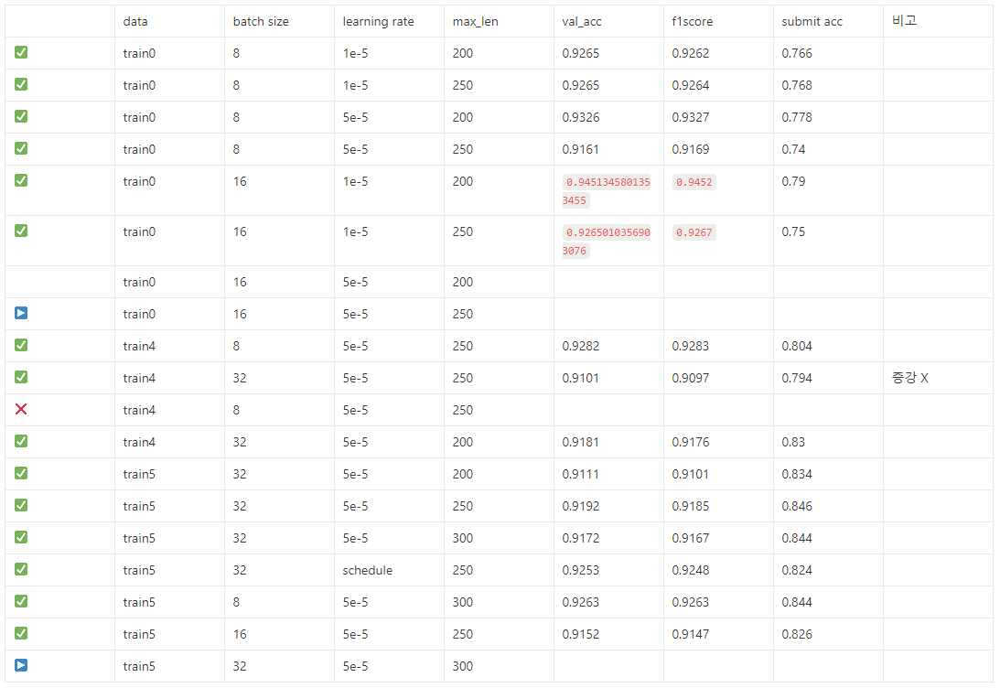 data batch size learning rate max_len val_acc f1score submit acc 비고
✅ train0 8 1e-5 200 0.9265 0.9262 0.766
✅ train0 8 1e-5 250 0.9265 0.9264 0.768
✅ train0 8 5e-5 200 0.9326 0.9327 0.778
✅ train0 8 5e-5 250 0.9161 0.9169 0.74
✅ train0 16 1e-5 200 0.945134580135 0.9452 0.79
3455
✅ train0 16 1e-5 250 0.926501035690 0.9267 0.75
3076
train0 16 5e-5 200
▶️ train0 16 5e-5 250
✅ train4 8 5e-5 250 0.9282 0.9283 0.804
✅ train4 32 5e-5 250 0.9101 0.9097 0.794 증강 X
❌ train4 8 5e-5 250
✅ train4 32 5e-5 200 0.9181 0.9176 0.83
✅ train5 32 5e-5 200 0.9111 0.9101 0.834
✅ train5 32 5e-5 250 0.9192 0.9185 0.846
✅ train5 32 5e-5 300 0.9172 0.9167 0.844
✅ train5 32 schedule 250 0.9253 0.9248 0.824
✅ train5 8 5e-5 300 0.9263 0.9263 0.844
✅ train5 16 5e-5 250 0.9152 0.9147 0.826
▶️ train5 32 5e-5 300